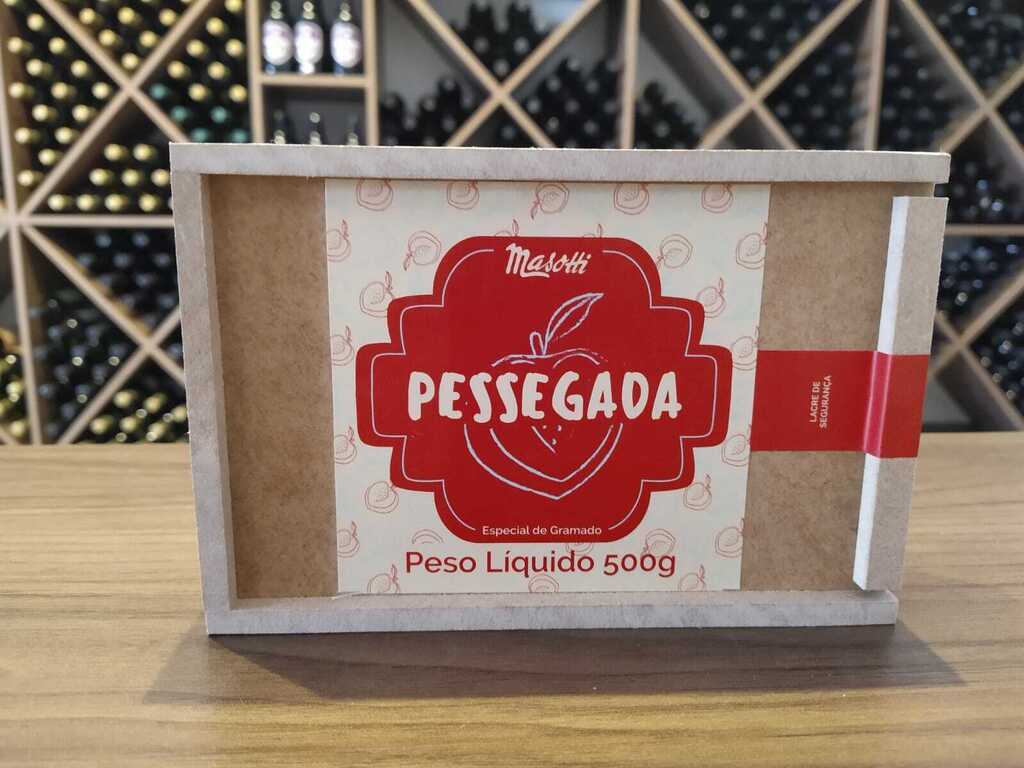 Masotti
PESSEGADA
Especial de Gramado
Peso Líquido 500g
LACRE DE
SEGURANÇA